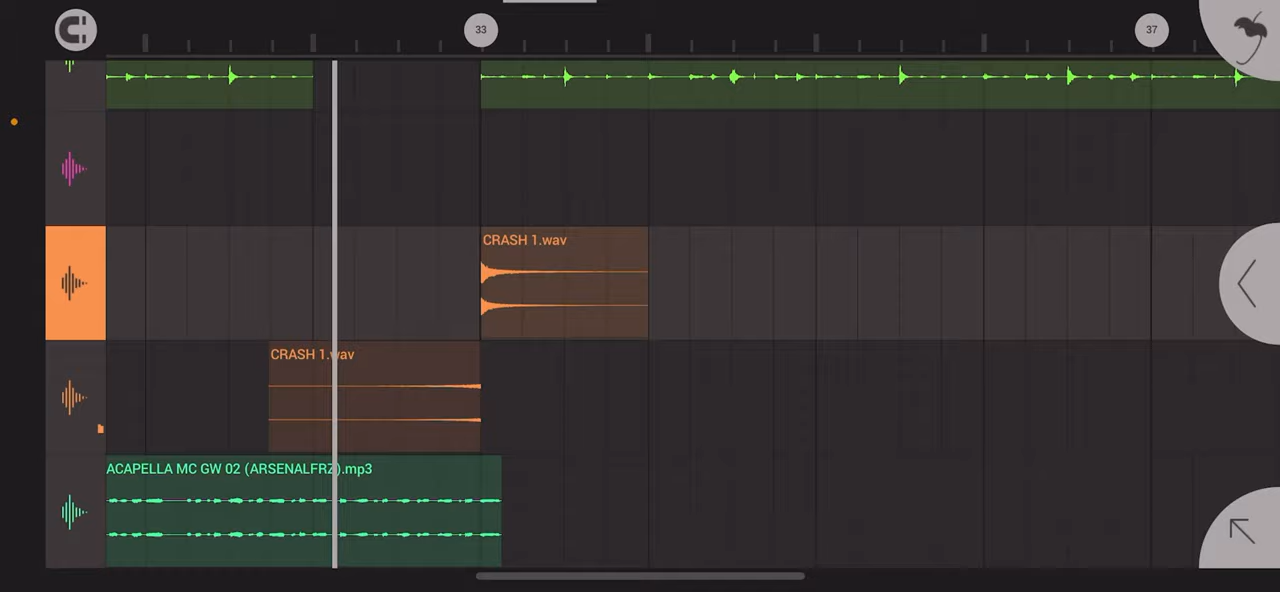 33
37
CRASH 1.wav
CRASH 1.wav
ACAPELLA MC GW 02 (ARSENALFRZ).mp3